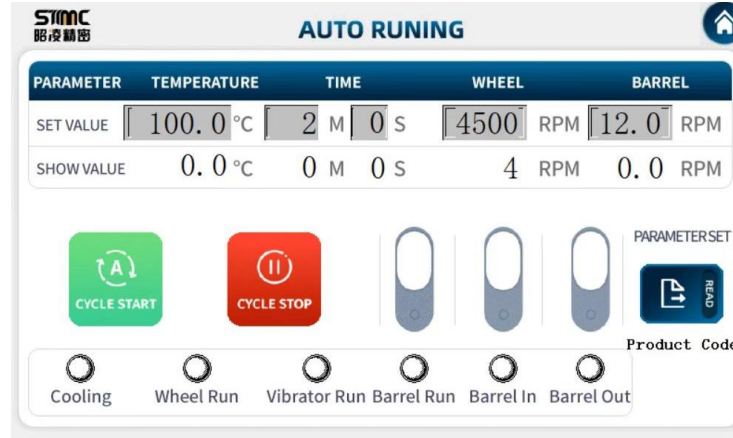 STIMC
昭凌精密
AUTO RUNING
PARAMETER TEMPERATURE TIME WHEEL BARREL
SET VALUE 100.0 °C 2 M 0 S 4500 RPM 12.0 RPM
SHOW VALUE 0.0 °C 0 M 0 S 4 RPM 0.0 RPM
PARAMETER SET
A
CYCLE START
CYCLE STOP
READ
Product Code
Cooling Wheel Run Vibrator Run Barrel Run Barrel In Barrel Out